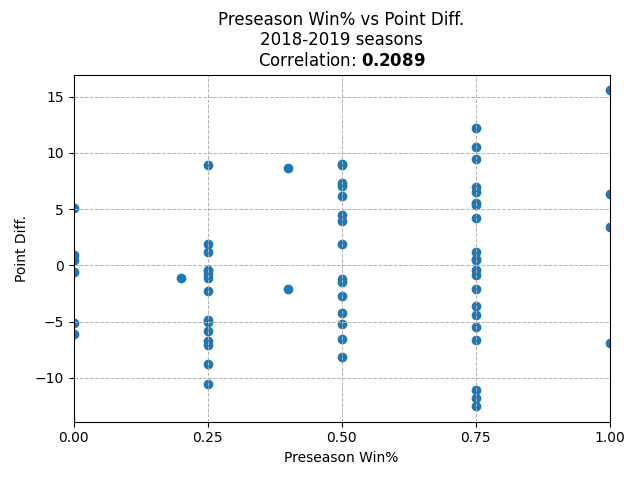 Preseason Win% vs Point Diff.
2018-2019 seasons
Correlation: 0.2089
Point Diff.
15
10
5
0
−5
−10
0.00 0.25 0.50 0.75 1.00
Preseason Win%